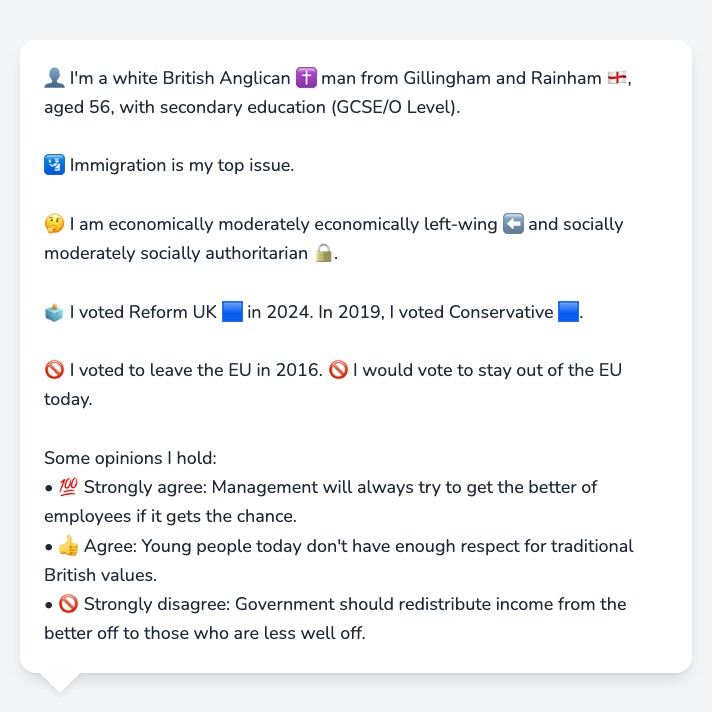 👤 I'm a white British Anglican ✝️ man from Gillingham and Rainham 🏴󠁧󠁢󠁥󠁮󠁧󠁿,
aged 56, with secondary education (GCSE/O Level).
🛂 Immigration is my top issue.
🤔 I am economically moderately economically left-wing ⬅️ and socially
moderately socially authoritarian 🔒.
🗳️ I voted Reform UK 🟦 in 2024. In 2019, I voted Conservative 🟦.
🚫 I voted to leave the EU in 2016. 🚫 I would vote to stay out of the EU
today.
Some opinions I hold:
• 💯 Strongly agree: Management will always try to get the better of
employees if it gets the chance.
• 👍 Agree: Young people today don't have enough respect for traditional
British values.
• 🚫 Strongly disagree: Government should redistribute income from the
better off to those who are less well off.